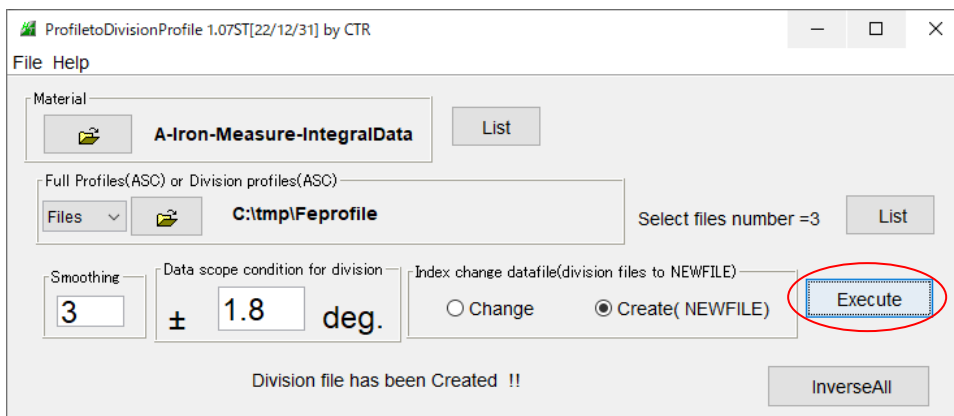 ProfiletoDivisionProfile 1.07ST[22/12/31] by CTR
File Help
Material
A-Iron-Measure-IntegralData
List
Full Profiles(ASC) or Division profiles(ASC)
Files
C:\tmp\Feprofile
Select files number =3
List
Smoothing
3
Data scope condition for division
± 1.8 deg.
Index change datafile(division files to NEWFILE)
Change
Create( NEWFILE)
Execute
Division file has been Created !!
InverseAll